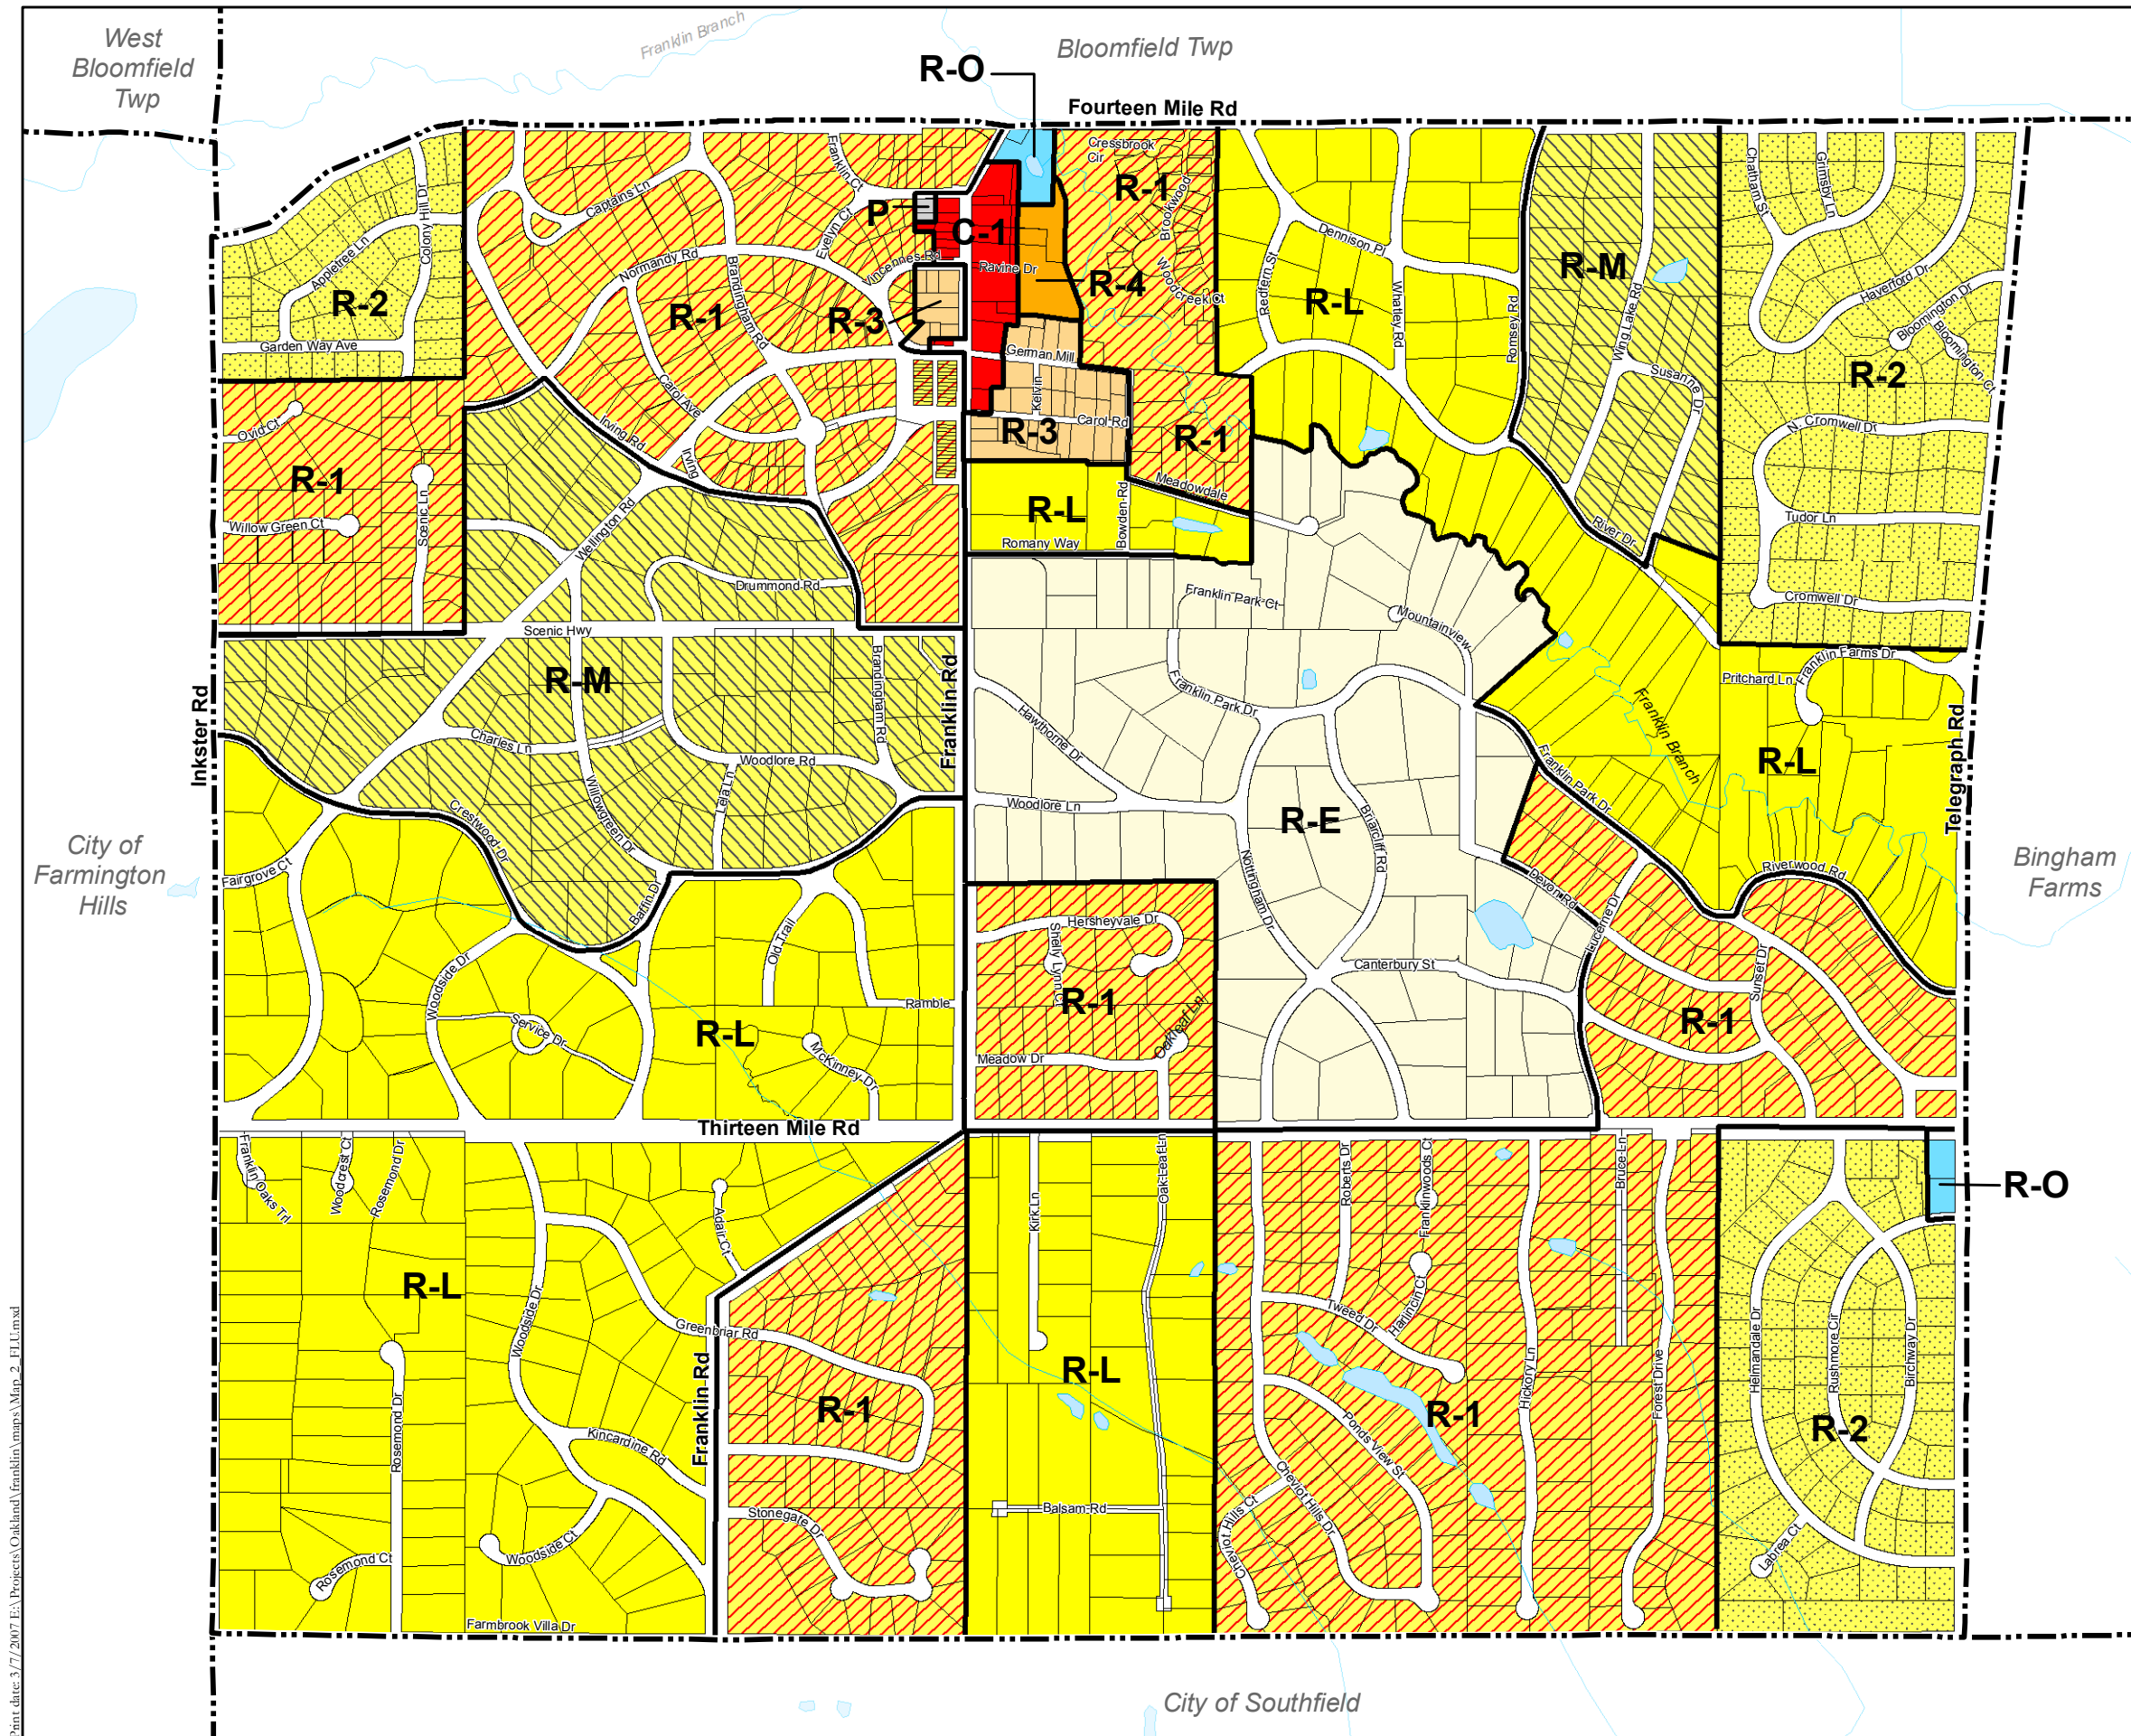 West
Bloomfield
Twp
Franklin Branch
Bloomfield Twp
R-O
Fourteen Mile Rd
Cressbrook
Cir
Franklin Ct
Captains Ln
Evelyn Ct
P
C-1
R-1
Brookwood
Woodcreek Ct
Ravine Dr
R-4
Vincennes Rd
Normandy Rd
Brandingham Rd
R-1
R-3
Appletree Ln
Colony Hill Dr
R-2
Garden Way Ave
Redfern St
Dennison Pl
Whatley Rd
R-L
Romsey Rd
R-M
Wing Lake Rd
Susanne Dr
Chatham St
Grimsby Ln
Haverford Dr
Bloomington Dr
Bloomington Ct
R-2
N. Cromwell Dr
Tudor Ln
Cromwell Dr
German Mill
Kelvin
Carol Rd
R-3
R-1
Carol Ave
Irving Rd
Irving
Ovid Ct
R-1
Scenic Ln
Willow Green Ct
Wellington Rd
Drummond Rd
Meadowdale
R-L
Bowden Rd
Romany Way
River Dr
Franklin Park Ct
Mountainview
Scenic Hwy
R-M
Brandingham Rd
Franklin Rd
Inkster Rd
Charles Ln
Woodlore Rd
Lela Ln
Willowgreen Dr
Crestwood Dr
Hawthorne Dr
Franklin Park Dr
Woodlore Ln
R-E
Briarcliff Rd
Nottingham Dr
Franklin Park Dr
Franklin Branch
Pritchard Ln
Franklin Farms Dr
R-L
Telegraph Rd
Riverwood Rd
Devon Rd
Lucerne Dr
Sunset Dr
R-1
Canterbury St
City of
Farmington
Hills
Bingham
Farms
Fairgrove Ct
Baffin Dr
Old Trail
Woodside Dr
Service Dr
R-L
Ramble
McKinney Dr
Hersheyvale Dr
Shelly Lynn Ct
R-1
Oakleaf Ln
Meadow Dr
Thirteen Mile Rd
Franklin Oaks Trl
Woodcrest Ct
Rosemond Dr
Adair Ct
R-L
Woodside Dr
Greenbriar Rd
Franklin Rd
R-1
Kincardine Rd
Rosemond Dr
Rosemond Ct
Woodside Ct
Farmbrook Villa Dr
Stonegate Dr
Kirk Ln
Oak Leaf Ln
R-L
Balsam Rd
Roberts Dr
Franklinwoods Ct
Bruce Ln
Tweed Dr
Harlincin Ct
Hickory Ln
Forest Drive
R-1
Ponds View St
Cheviot Hills Dr
Cheviot Hills Ct
R-O
Helmandale Dr
Rushmore Cir
Birchway Dr
R-2
Labrea Ct
City of Southfield
Print date: 3/7/2007 E:\Projects\Oakland\franklin\maps\Map_2_FLU.mxd